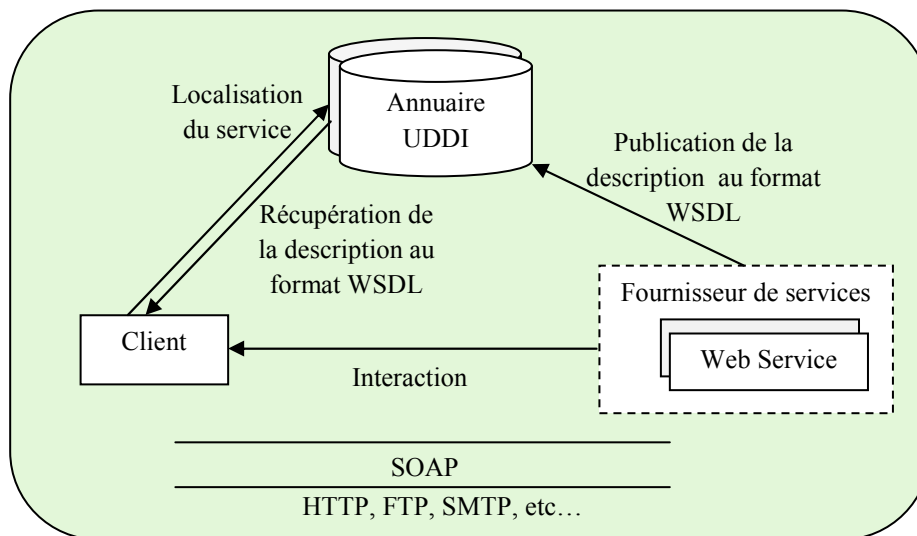 Localisation
du service
Annuaire
UDDI
Publication de la
description au format
WSDL
Récupération de
la description au
format WSDL
Fournisseur de services
Client
Web Service
Interaction
SOAP
HTTP, FTP, SMTP, etc…